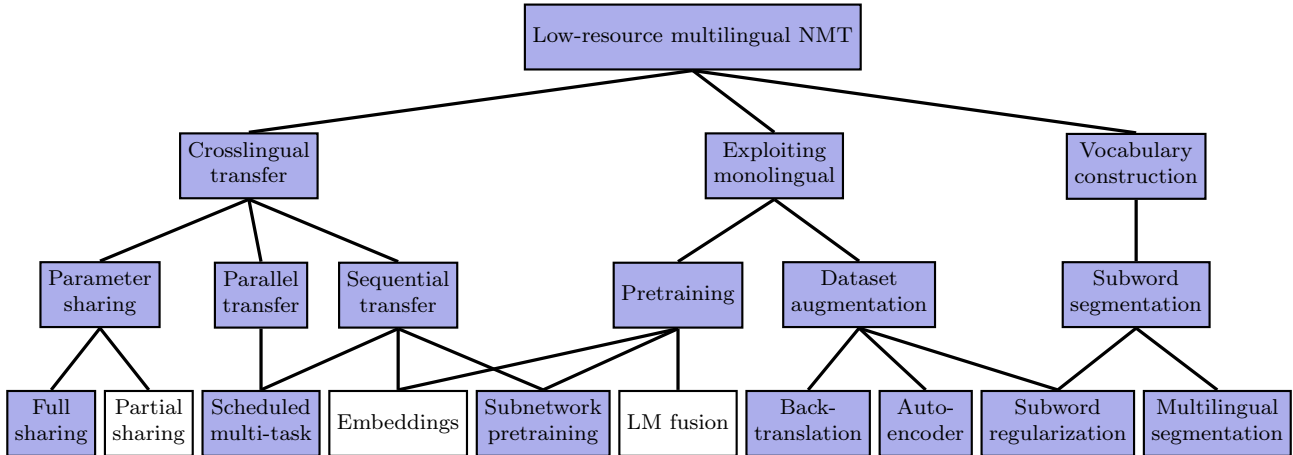 Low-resource multilingual NMT
Crosslingual
transfer
Exploiting
monolingual
Vocabulary
construction
Parameter
sharing
Parallel
transfer
Sequential
transfer
Pretraining
Dataset
augmentation
Subword
segmentation
Full
sharing
Partial
sharing
Scheduled
multi-task
Embeddings
Subnetwork
pretraining
LM fusion
Back-
translation
Auto-
encoder
Subword
regularization
Multilingual
segmentation